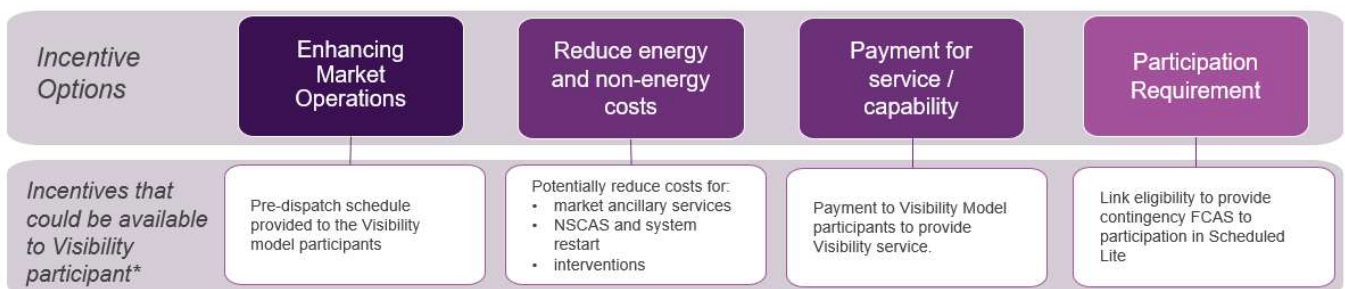 Incentive
Options
Enhancing
Market
Operations
Reduce energy
and non-energy
costs
Payment for
service /
capability
Participation
Requirement
Incentives that
could be available
to Visibility
participant*
Pre-dispatch schedule
provided to the Visibility
model participants
Potentially reduce costs for:
• market ancillary services
• NSCAS and system
restart
• interventions
Payment to Visibility Model
participants to provide
Visibility service.
Link eligibility to provide
contingency FCAS to
participation in Scheduled
Lite